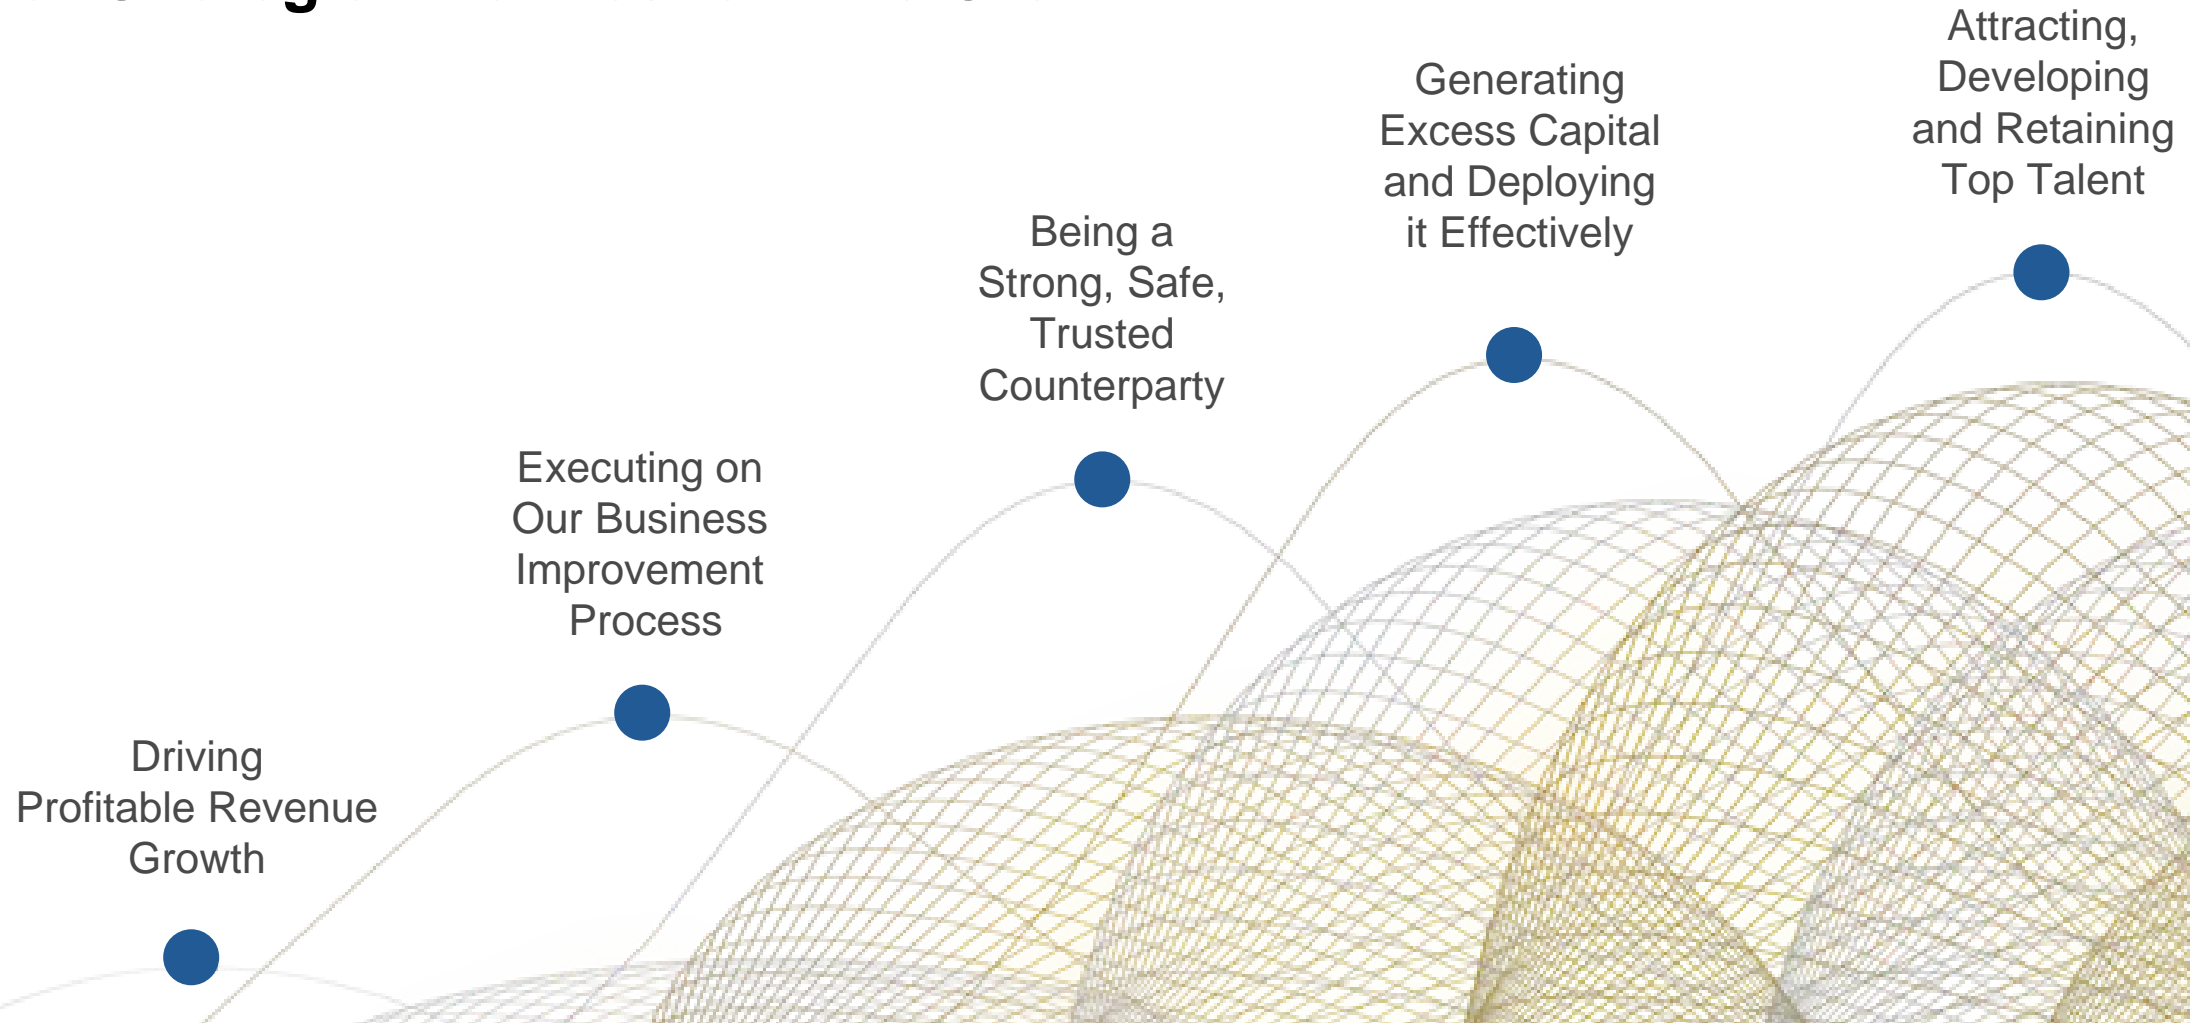 Driving
Profitable Revenue
Growth
Executing on
Our Business
Improvement
Process
Being a
Strong, Safe,
Trusted
Counterparty
Generating
Excess Capital
and Deploying
it Effectively
Attracting,
Developing
and Retaining
Top Talent